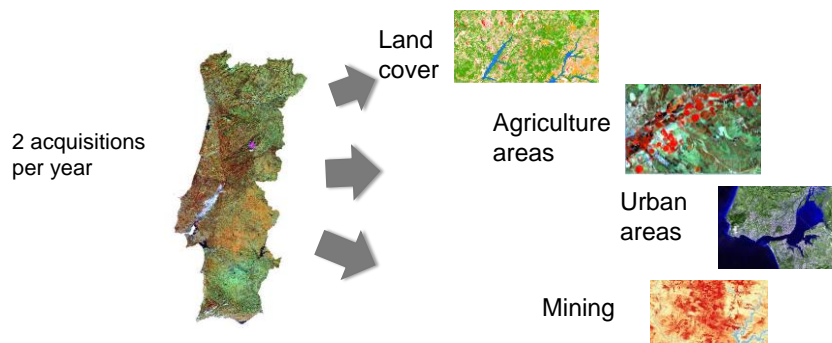 Land
cover
Agriculture
areas
2 acquisitions
per year
Urban
areas
Mining